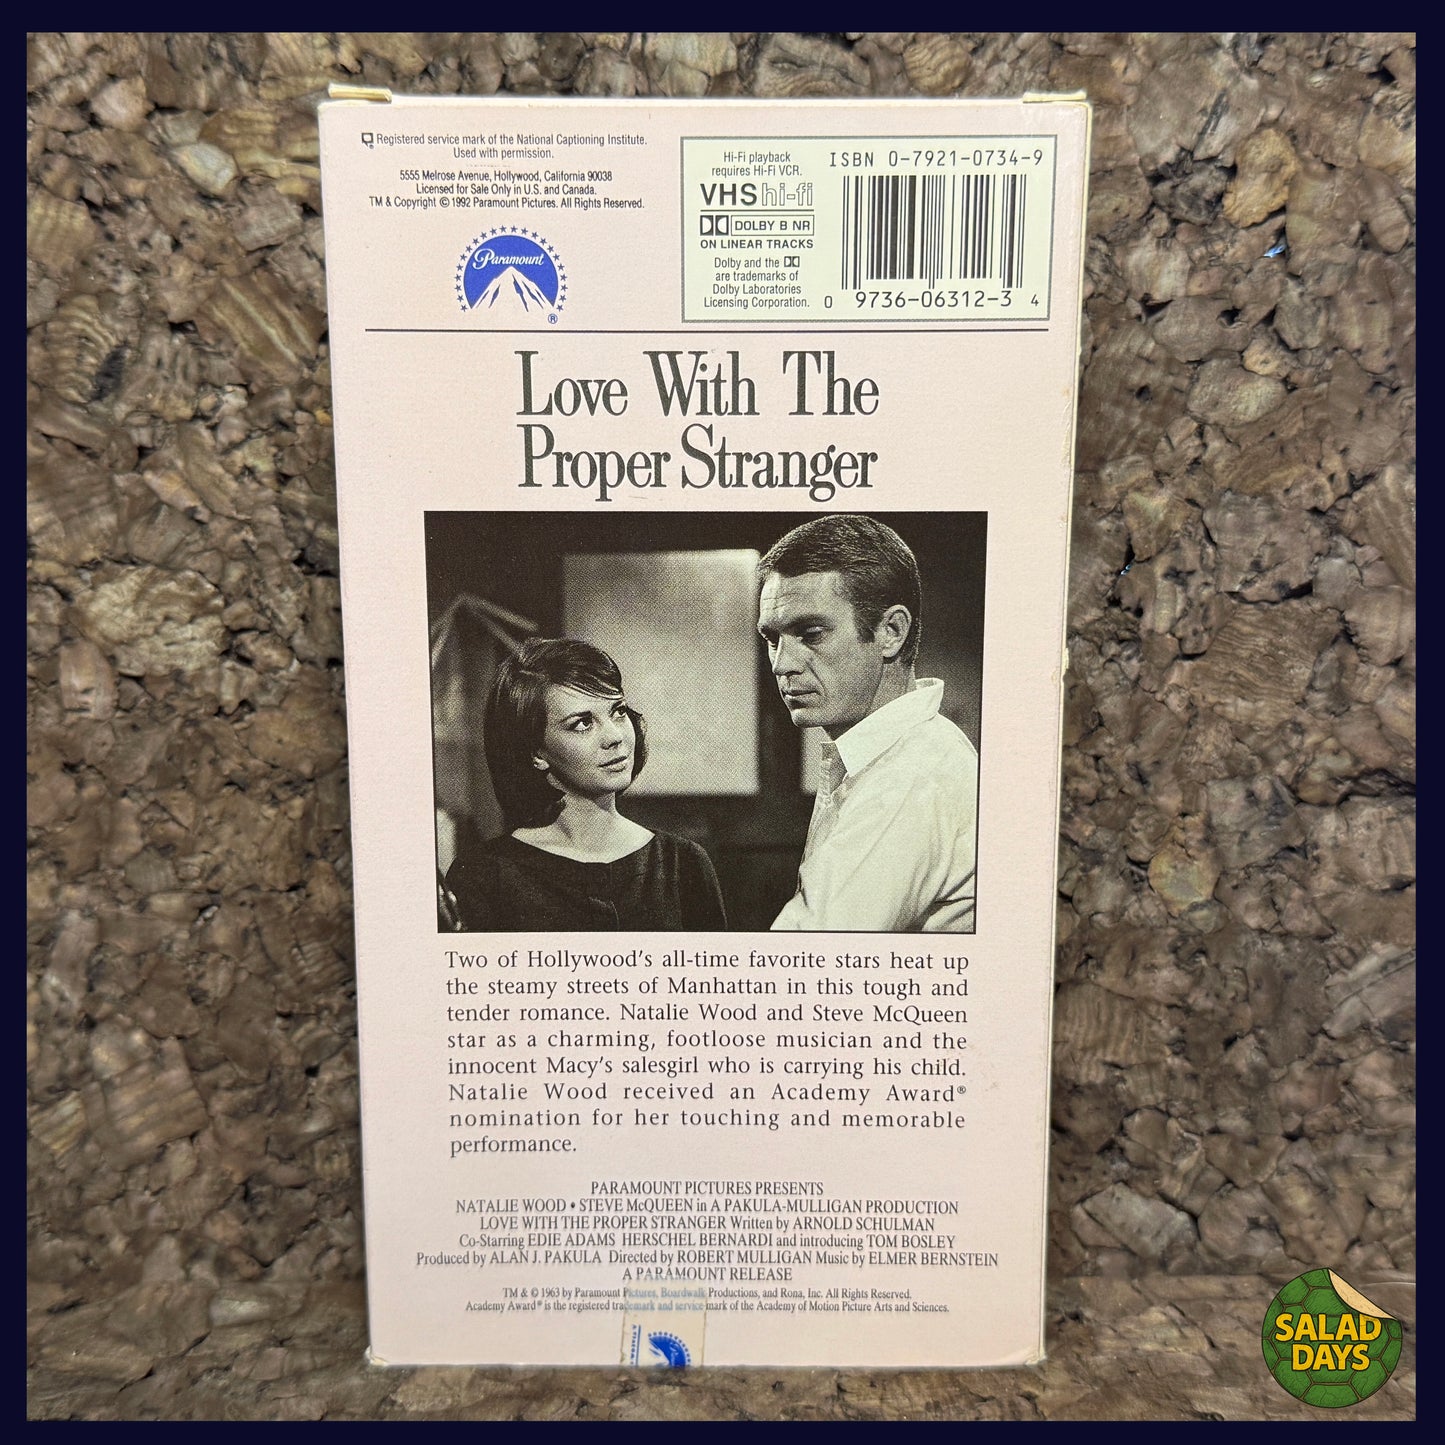 Registered service mark of the National Captioning Institute.
Used with permission.
5555 Melrose Avenue, Hollywood, California 90038
Licensed for Sale Only in U.S. and Canada.
TM & Copyright © 1992 Paramount Pictures. All Rights Reserved.
Paramount
®
Hi-Fi playback
requires Hi-Fi VCR.
VHS hi-fi
DOLBY B NR
ON LINEAR TRACKS
Dolby and the
are trademarks of
Dolby Laboratories
Licensing Corporation.
ISBN 0-7921-0734-9
0 9736-06312-3 4
Love With The
Proper Stranger
Two of Hollywood's all-time favorite stars heat up
the steamy streets of Manhattan in this tough and
tender romance. Natalie Wood and Steve McQueen
star as a charming, footloose musician and the
innocent Macy's salesgirl who is carrying his child.
Natalie Wood received an Academy Award®
nomination for her touching and memorable
performance.
PARAMOUNT PICTURES PRESENTS
NATALIE WOOD • STEVE McQUEEN in A PAKULA-MULLIGAN PRODUCTION
LOVE WITH THE PROPER STRANGER Written by ARNOLD SCHULMAN
Co-Starring EDIE ADAMS HERSCHEL BERNARDI and introducing TOM BOSLEY
Produced by ALAN J. PAKULA Directed by ROBERT MULLIGAN Music by ELMER BERNSTEIN
A PARAMOUNT RELEASE
TM & © 1963 by Paramount Pictures, Boardwalk Productions, and Rona, Inc. All Rights Reserved.
Academy Award® is the registered trademark and service mark of the Academy of Motion Picture Arts and Sciences.
SALAD
DAYS